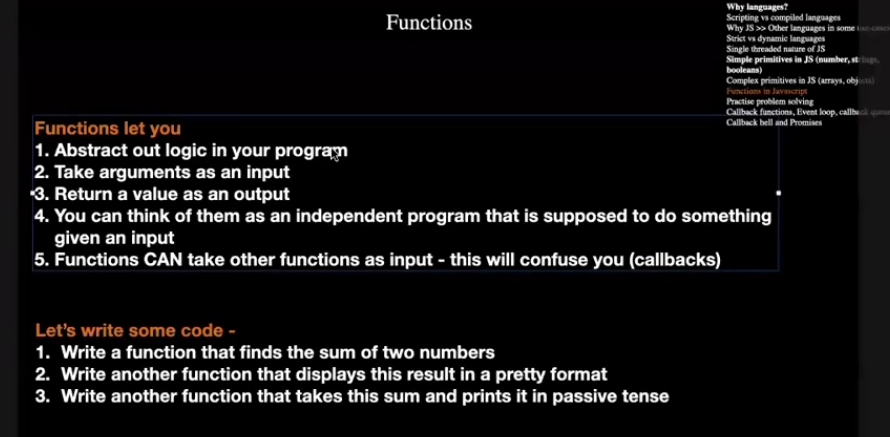 Functions
Why languages?
Scripting vs compiled languages
Why JS >> Other languages in some use-cases
Strict vs dynamic languages
Single threaded nature of JS
Simple primitives in JS (number, strings,
booleans)
Complex primitives in JS (arrays, objects)
Functions in Javascript
Practise problem solving
Callback functions, Event loop, callback queue
Callback hell and Promises
Functions let you
1. Abstract out logic in your program
2. Take arguments as an input
3. Return a value as an output
4. You can think of them as an independent program that is supposed to do something
given an input
5. Functions CAN take other functions as input - this will confuse you (callbacks)
Let's write some code -
1. Write a function that finds the sum of two numbers
2. Write another function that displays this result in a pretty format
3. Write another function that takes this sum and prints it in passive tense